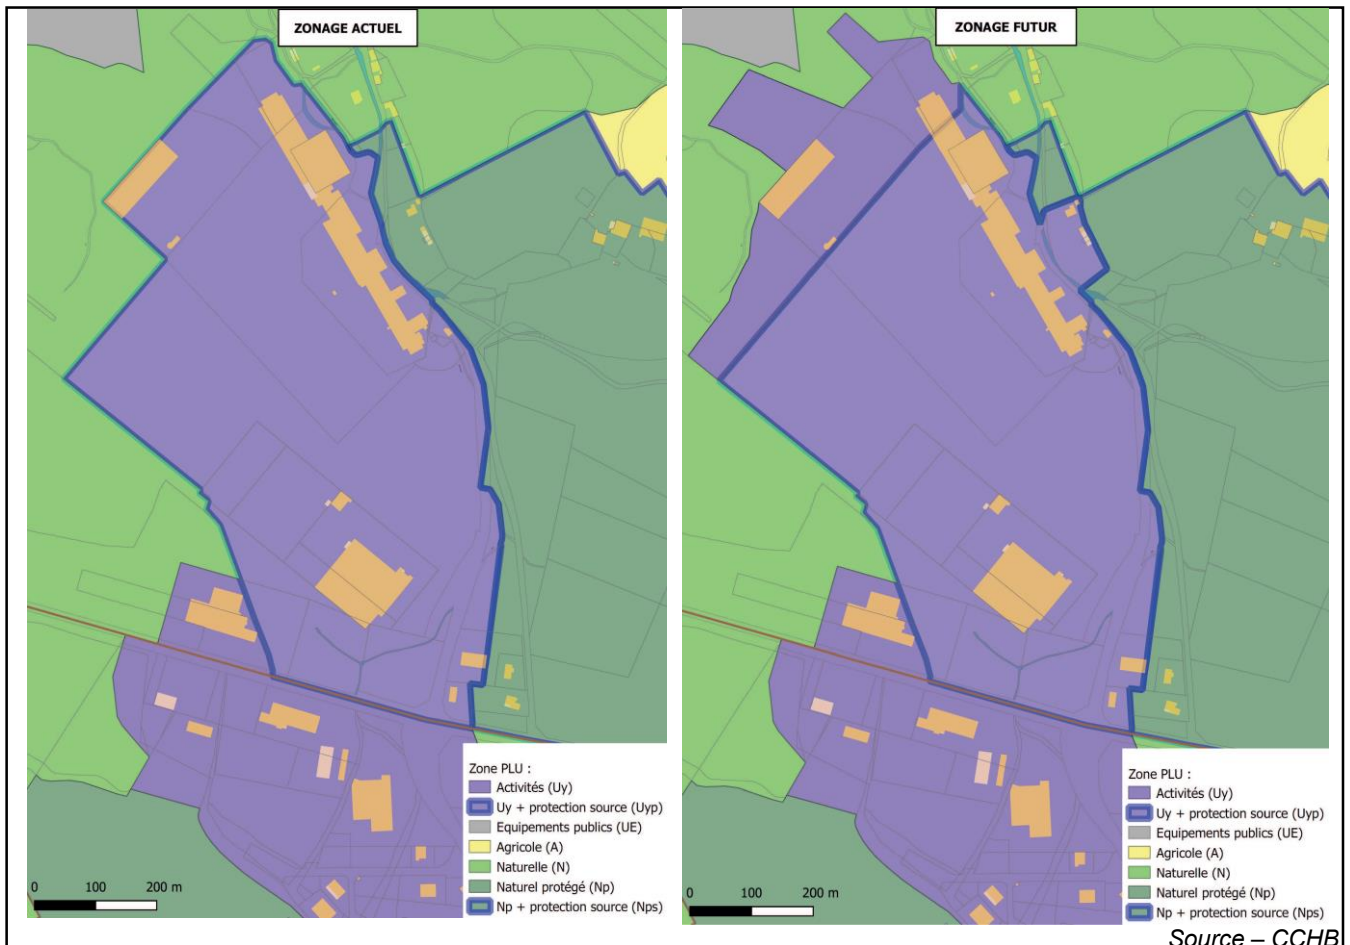 ZONAGE ACTUEL
Zone PLU :
Activités (Uy)
Uy + protection source (Uyp)
Equipements publics (UE)
Agricole (A)
Naturelle (N)
Naturel protégé (Np)
Np + protection source (Nps)
0 100 200 m
ZONAGE FUTUR
Zone PLU :
Activités (Uy)
Uy + protection source (Uyp)
Equipements publics (UE)
Agricole (A)
Naturelle (N)
Naturel protégé (Np)
Np + protection source (Nps)
0 100 200 m
Source – CCHB